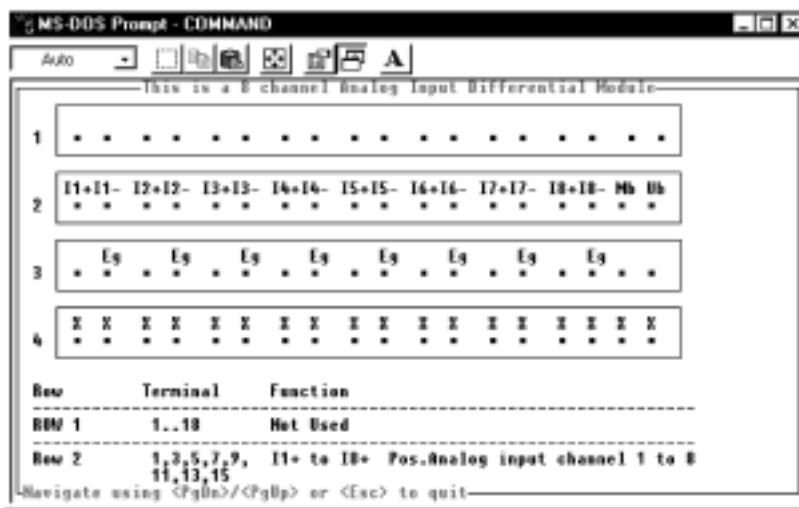 MS-DOS Prompt - COMMAND
Auto
A
This is a 8 channel Analog Input Differential Module
1
I1+I1- I2+I2- I3+I3- I4+I4- I5+I5- I6+I6- I7+I7- I8+I8- Mb Ub
2
Eg Eg Eg Eg Eg Eg Eg Eg
3
% % % % % % % % % % % % % % % % % %
4
Row Terminal Function
ROW 1 1..18 Not Used
Row 2 1,3,5,7,9, I1+ to I8+ Pos.Analog input channel 1 to 8
11,13,15
Navigate using <PgDn>/<PgUp> or <Esc> to quit